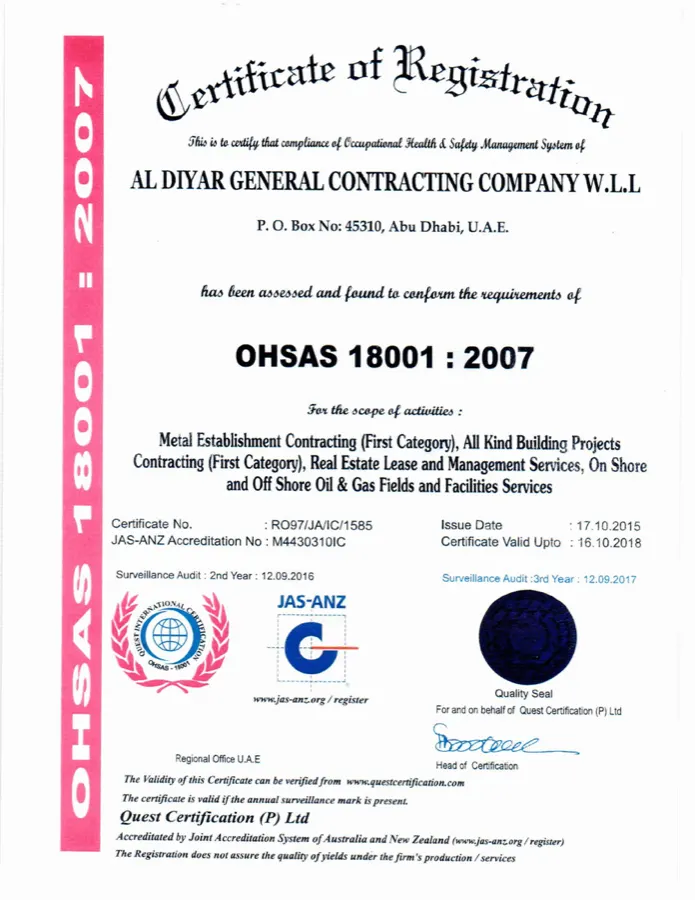 OHSAS 18001 : 2007
Certificate of Registration
This is to certify that compliance of Occupational Health & Safety Management System of
AL DIYAR GENERAL CONTRACTING COMPANY W.L.L
P. O. Box No: 45310, Abu Dhabi, U.A.E.
has been assessed and found to conform the requirements of
OHSAS 18001 : 2007
For the scope of activities :
Metal Establishment Contracting (First Category), All Kind Building Projects
Contracting (First Category), Real Estate Lease and Management Services, On Shore
and Off Shore Oil & Gas Fields and Facilities Services
Certificate No. : RO97/JA/IC/1585
Issue Date : 17.10.2015
JAS-ANZ Accreditation No : M4430310IC
Certificate Valid Upto : 16.10.2018
Surveillance Audit : 2nd Year : 12.09.2016
Surveillance Audit :3rd Year : 12.09.2017
QUEST INTERNATIONAL CERTIFICATION
OHSAS - 18001
JAS-ANZ
www.jas-anz.org / register
Quality Seal
For and on behalf of Quest Certification (P) Ltd
Head of Certification
Regional Office U.A.E
The Validity of this Certificate can be verified from www.questcertification.com
The certificate is valid if the annual surveillance mark is present.
Quest Certification (P) Ltd
Accreditated by Joint Accreditation System of Australia and New Zealand (www.jas-anz.org / register)
The Registration does not assure the quality of yields under the firm's production / services